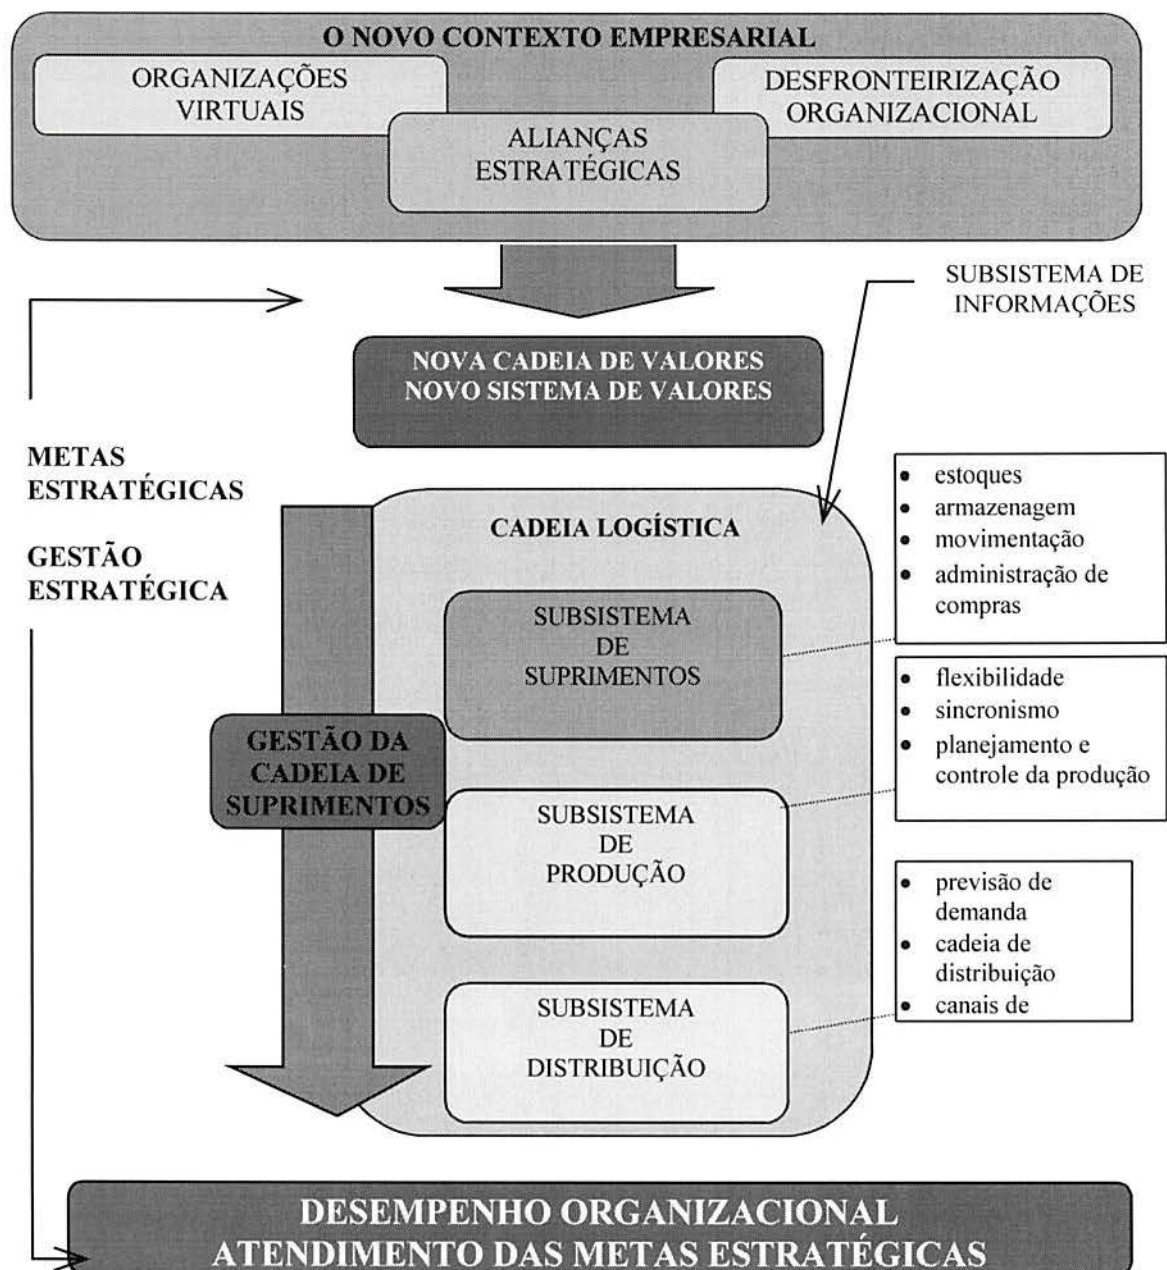 O NOVO CONTEXTO EMPRESARIAL
ORGANIZAÇÕES
VIRTUAIS
DESFRONTEIRIZAÇÃO
ORGANIZACIONAL
ALIANÇAS
ESTRATÉGICAS
SUBSISTEMA DE
INFORMAÇÕES
NOVA CADEIA DE VALORES
NOVO SISTEMA DE VALORES
METAS
ESTRATÉGICAS
GESTÃO
ESTRATÉGICA
CADEIA LOGÍSTICA
SUBSISTEMA
DE
SUPRIMENTOS
• estoques
• armazenagem
• movimentação
• administração de
compras
GESTÃO DA
CADEIA DE
SUPRIMENTOS
• flexibilidade
• sincronismo
• planejamento e
controle da produção
SUBSISTEMA
DE
PRODUÇÃO
• previsão de
demanda
• cadeia de
distribuição
• canais de
SUBSISTEMA
DE
DISTRIBUIÇÃO
DESEMPENHO ORGANIZACIONAL
ATENDIMENTO DAS METAS ESTRATÉGICAS